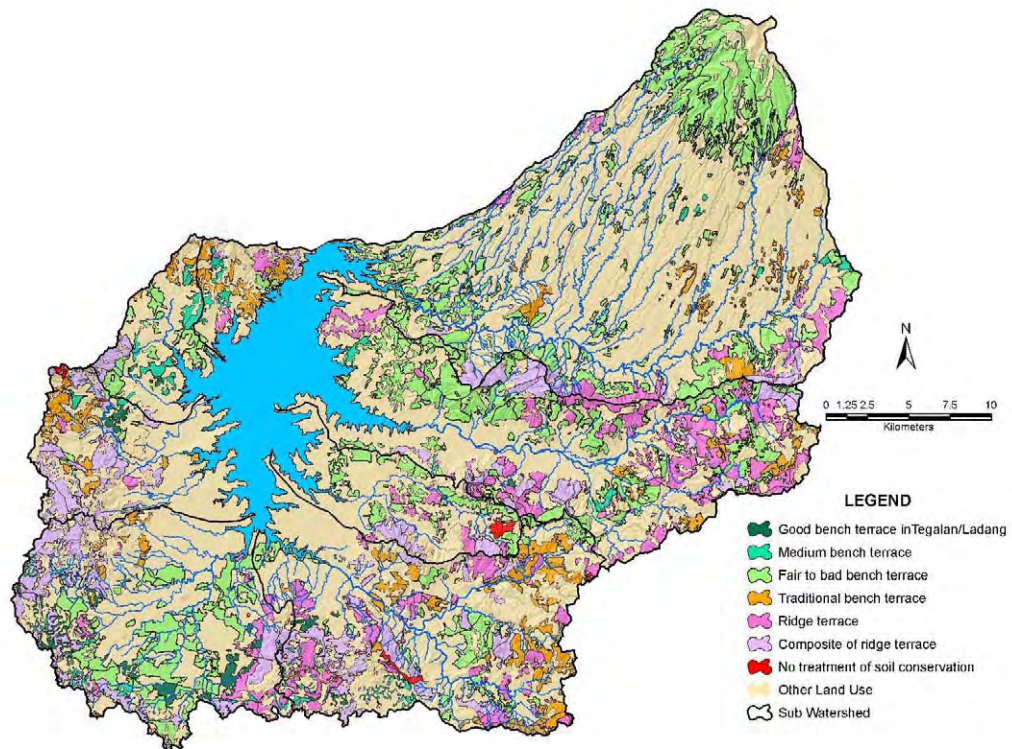 N
0 1.25 2.5 5 7.5 10
Kilometers
LEGEND
Good bench terrace inTegalan/Ladang
Medium bench terrace
Fair to bad bench terrace
Traditional bench terrace
Ridge terrace
Composite of ridge terrace
No treatment of soil conservation
Other Land Use
Sub Watershed